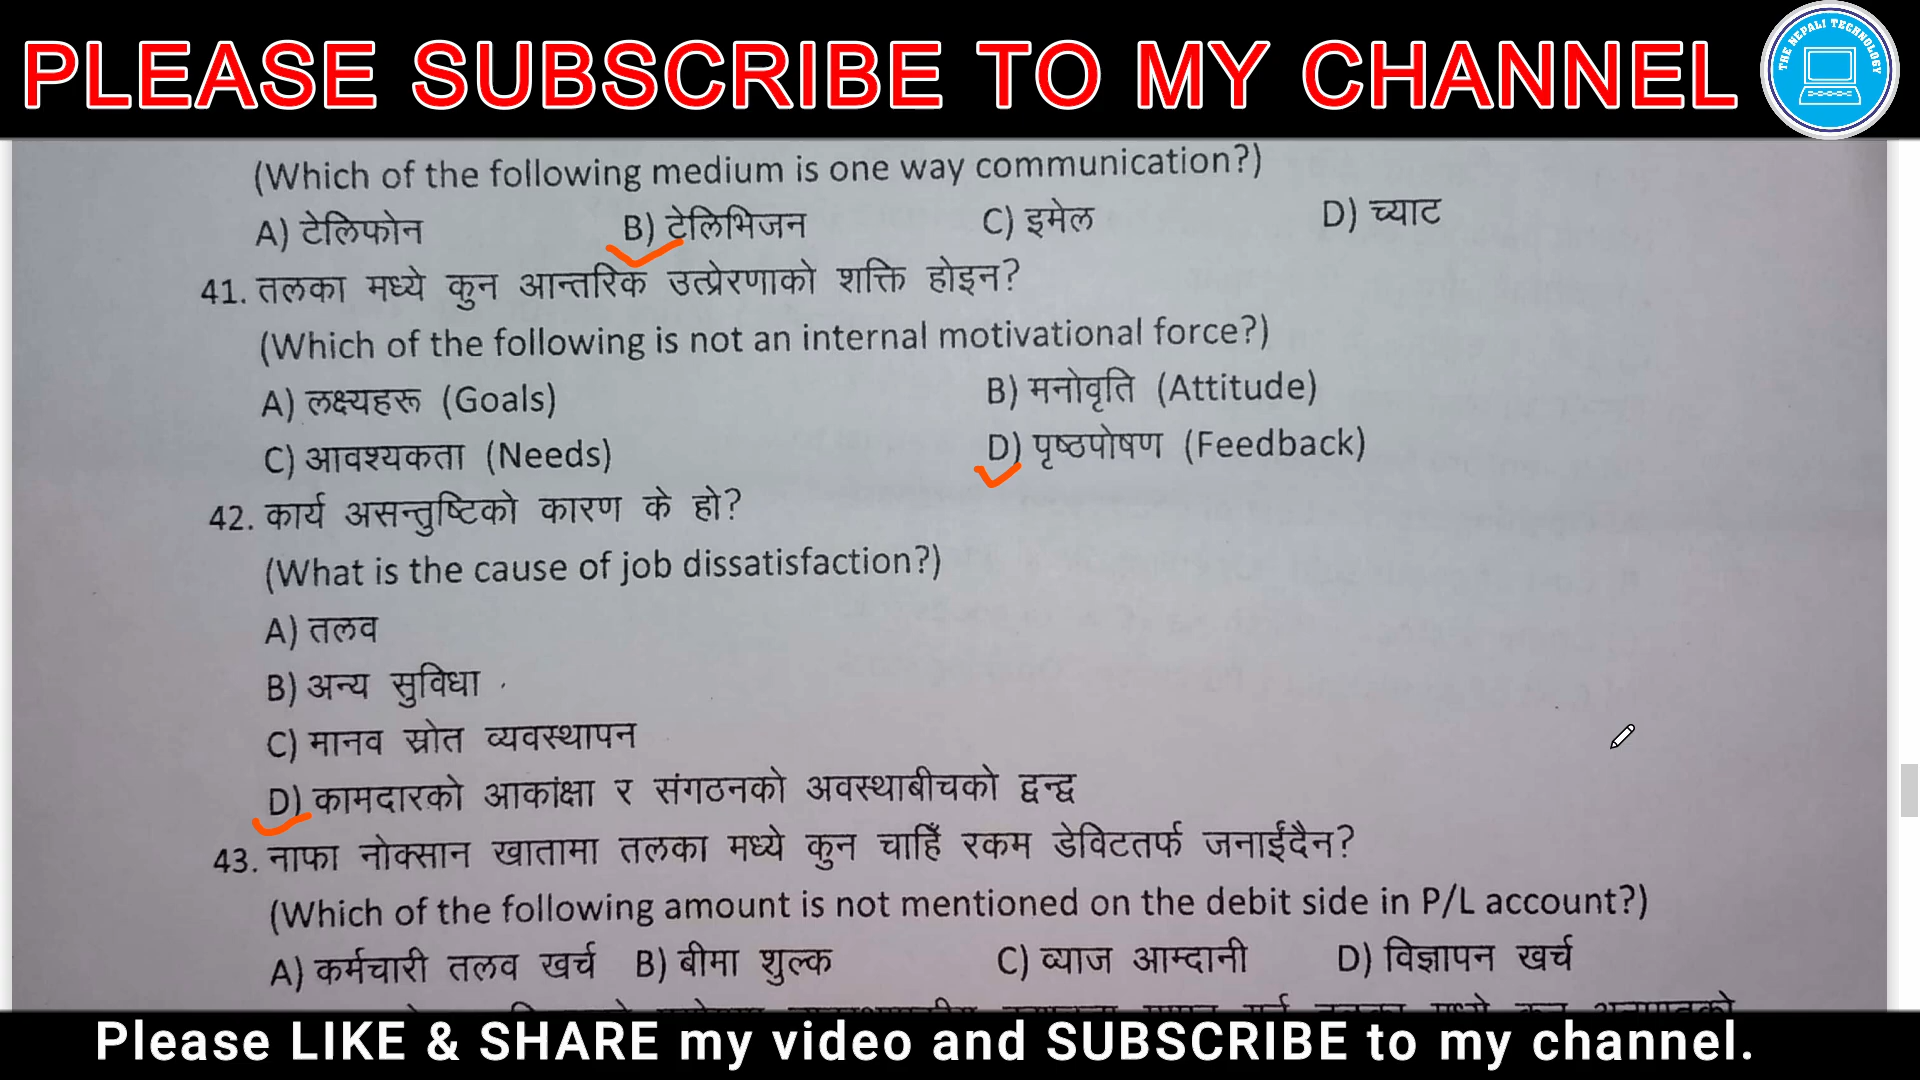 PLEASE SUBSCRIBE TO MY CHANNEL
THE NEPALI TECHNOLOGY
(Which of the following medium is one way communication?)
A) टेलिफोन B) टेलिभिजन C) इमेल D) च्याट
41. तलका मध्ये कुन आन्तरिक उत्प्रेरणाको शक्ति होइन?
(Which of the following is not an internal motivational force?)
A) लक्ष्यहरू (Goals) B) मनोवृति (Attitude)
C) आवश्यकता (Needs) D) पृष्ठपोषण (Feedback)
42. कार्य असन्तुष्टिको कारण के हो?
(What is the cause of job dissatisfaction?)
A) तलव
B) अन्य सुविधा
C) मानव स्रोत व्यवस्थापन
D) कामदारको आकांक्षा र संगठनको अवस्थाबीचको द्वन्द्व
43. नाफा नोक्सान खातामा तलका मध्ये कुन चाहिँ रकम डेविटतर्फ जनाईंदैन?
(Which of the following amount is not mentioned on the debit side in P/L account?)
A) कर्मचारी तलव खर्च B) बीमा शुल्क C) व्याज आम्दानी D) विज्ञापन खर्च
Please LIKE & SHARE my video and SUBSCRIBE to my channel.